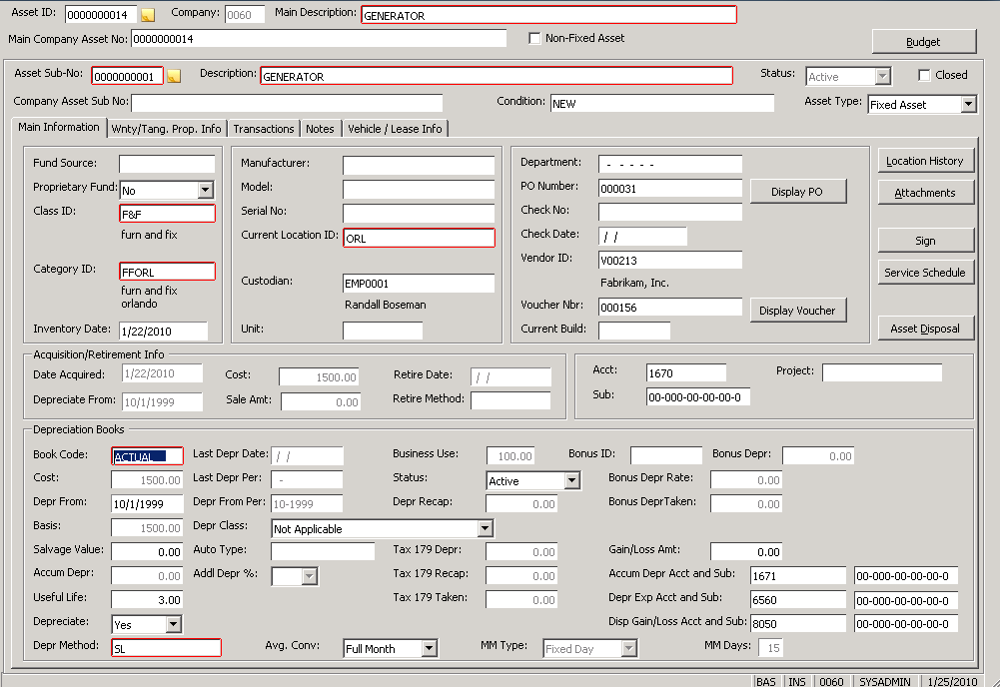 Asset ID: 0000000014 Company: 0060 Main Description: GENERATOR
Main Company Asset No: 0000000014 Non-Fixed Asset Budget
Asset Sub-No: 0000000001 Description: GENERATOR Status: Active Closed
Company Asset Sub No: Condition: NEW Asset Type: Fixed Asset
Main Information Wnty/Tang. Prop. Info Transactions Notes Vehicle / Lease Info
Fund Source: Manufacturer: Department: - - - - - Location History
Proprietary Fund: No Model: PO Number: 000031 Display PO Attachments
Class ID: F&F Serial No: Check No:
furn and fix Current Location ID: ORL Check Date: / / Sign
Category ID: FFORL Vendor ID: V00213 Service Schedule
furn and fix Custodian: EMP0001 Fabrikam, Inc.
orlando Randall Boseman Voucher Nbr: 000156 Display Voucher
Inventory Date: 1/22/2010 Unit: Current Build: Asset Disposal
Acquisition/Retirement Info
Date Acquired: 1/22/2010 Cost: 1500.00 Retire Date: / / Acct: 1670 Project:
Depreciate From: 10/1/1999 Sale Amt: 0.00 Retire Method: Sub: 00-000-00-00-00-0
Depreciation Books
Book Code: ACTUAL Last Depr Date: / / Business Use: 100.00 Bonus ID: Bonus Depr: 0.00
Cost: 1500.00 Last Depr Per: - Status: Active Bonus Depr Rate: 0.00
Depr From: 10/1/1999 Depr From Per: 10-1999 Depr Recap: 0.00 Bonus DeprTaken: 0.00
Basis: 1500.00 Depr Class: Not Applicable
Salvage Value: 0.00 Auto Type: Tax 179 Depr: 0.00 Gain/Loss Amt: 0.00
Accum Depr: 0.00 Addl Depr %: Tax 179 Recap: 0.00 Accum Depr Acct and Sub: 1671 00-000-00-00-00-0
Useful Life: 3.00 Tax 179 Taken: 0.00 Depr Exp Acct and Sub: 6560 00-000-00-00-00-0
Depreciate: Yes Disp Gain/Loss Acct and Sub: 8050 00-000-00-00-00-0
Depr Method: SL Avg. Conv: Full Month MM Type: Fixed Day MM Days: 15
BAS INS 0060 SYSADMIN 1/25/2010